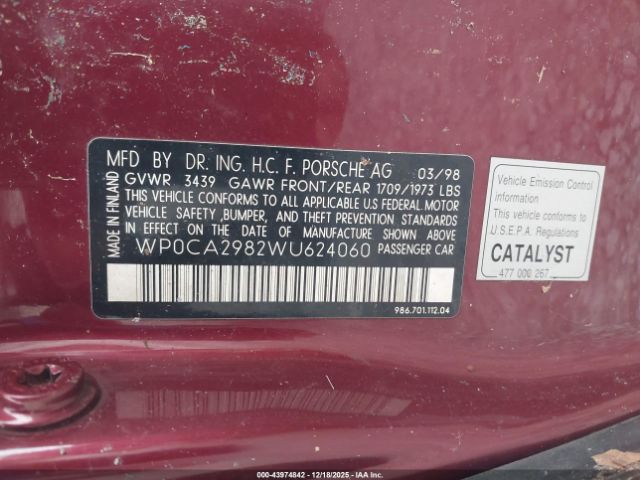 MFD BY DR. ING. H.C. F. PORSCHE AG 03/98
GVWR 3439 GAWR FRONT/REAR 1709/1973 LBS
THIS VEHICLE CONFORMS TO ALL APPLICABLE U.S FEDERAL MOTOR
VEHICLE SAFETY ,BUMPER, AND THEFT PREVENTION STANDARDS
IN EFFECT ON THE DATE OF MANUFACTURE SHOWN ABOVE
WP0CA2982WU624060 PASSENGER CAR
986.701.112.04
MADE IN FINLAND
Vehicle Emission Control
information
This vehicle conforms to
U.S.E.P.A. Regulations
CATALYST
477 000 267
000-43974842 - 12/18/2025 - COPYRIGHT IAA, LLC.